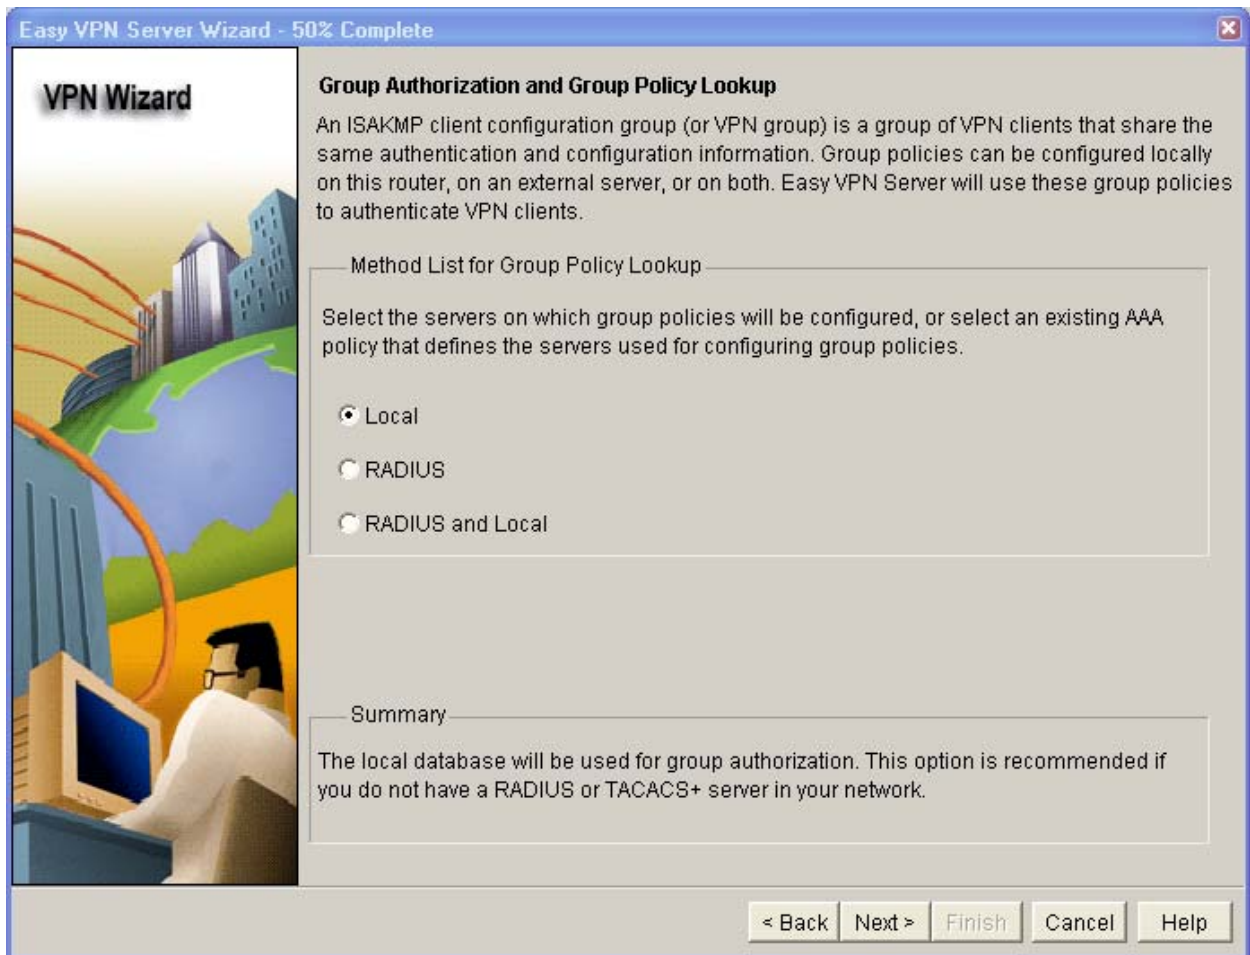 Easy VPN Server Wizard - 50% Complete
VPN Wizard
Group Authorization and Group Policy Lookup
An ISAKMP client configuration group (or VPN group) is a group of VPN clients that share the
same authentication and configuration information. Group policies can be configured locally
on this router, on an external server, or on both. Easy VPN Server will use these group policies
to authenticate VPN clients.
Method List for Group Policy Lookup
Select the servers on which group policies will be configured, or select an existing AAA
policy that defines the servers used for configuring group policies.
Local
RADIUS
RADIUS and Local
Summary
The local database will be used for group authorization. This option is recommended if
you do not have a RADIUS or TACACS+ server in your network.
< Back Next > Finish Cancel Help